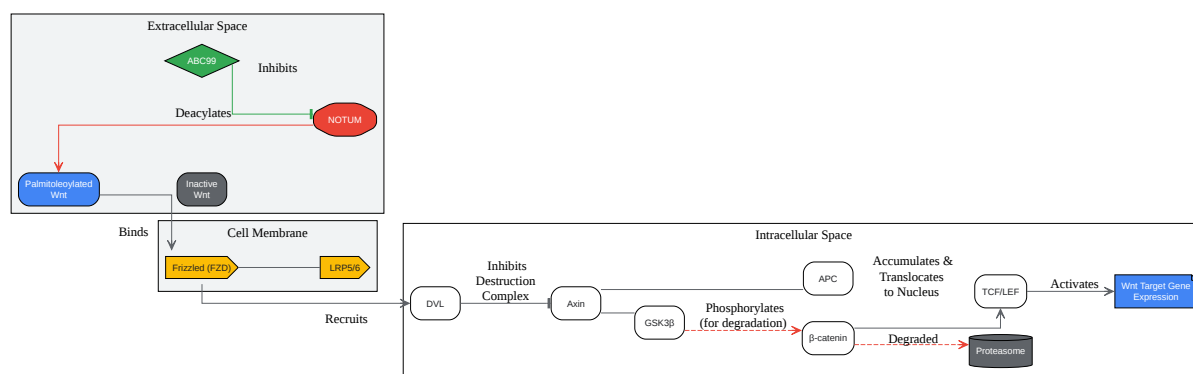 Extracellular Space
ABC99
Inhibits
Deacylates
NOTUM
Palmitoleoylated
Wnt
Inactive
Wnt
Binds
Cell Membrane
Frizzled (FZD)
LRP5/6
Recruits
Intracellular Space
DVL
Inhibits
Destruction
Complex
Axin
APC
GSK3β
Phosphorylates
(for degradation)
β-catenin
Accumulates &
Translocates
to Nucleus
Degraded
TCF/LEF
Proteasome
Activates
Wnt Target Gene
Expression